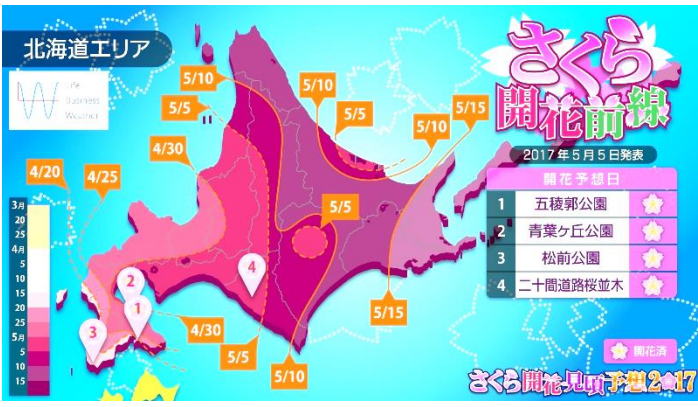 北海道エリア
Life
Business
Weather
さくら
開花前線
2017年5月5日発表
開花予想日
1 五稜郭公園
2 青葉ヶ丘公園
3 松前公園
4 二十間道路桜並木
開花済
さくら開花・見頃予想2017
5/10
5/5
4/30
4/20
4/25
5/10
5/5
5/10
5/15
5/5
5/15
4/30
5/5
5/10
1
2
3
4
3月
20
25
4月
5
10
15
20
25
5月
5
10
15